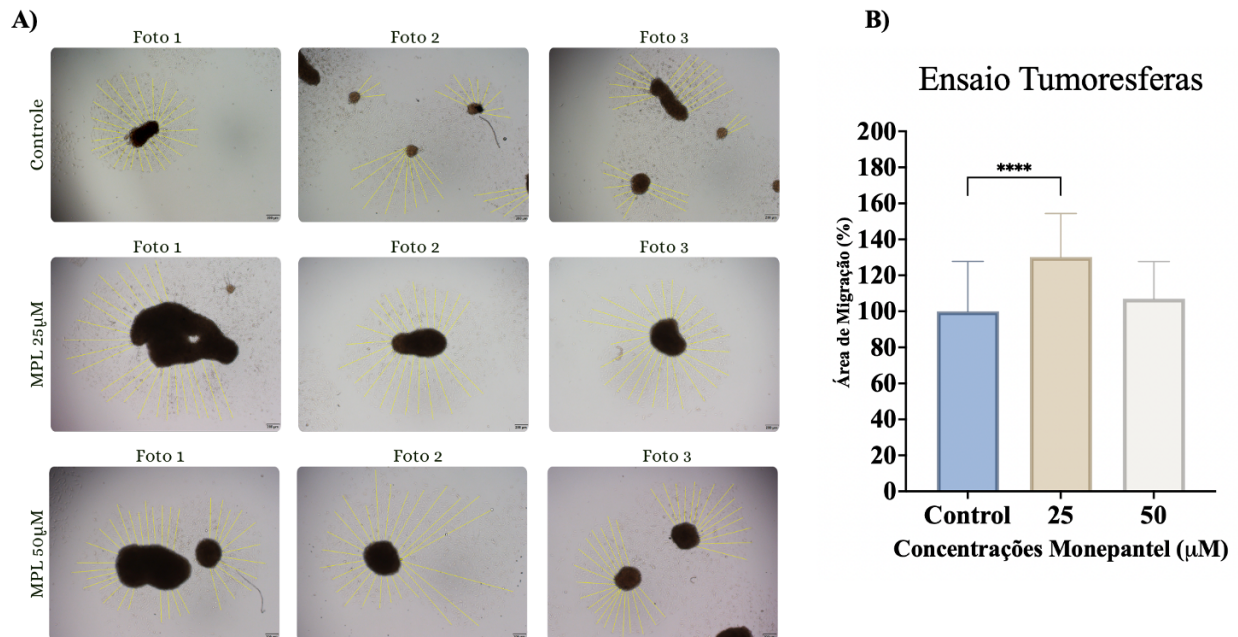 A)
Foto 1
Foto 2
Foto 3
Controle
Foto 1
Foto 2
Foto 3
MPL 25µM
Foto 1
Foto 2
Foto 3
MPL 50µM
B)
Ensaio Tumoresferas
Área de Migração (%)
200
180
160
140
120
100
80
60
40
20
0
****
Control
25
50
Concentrações Monepantel (µM)